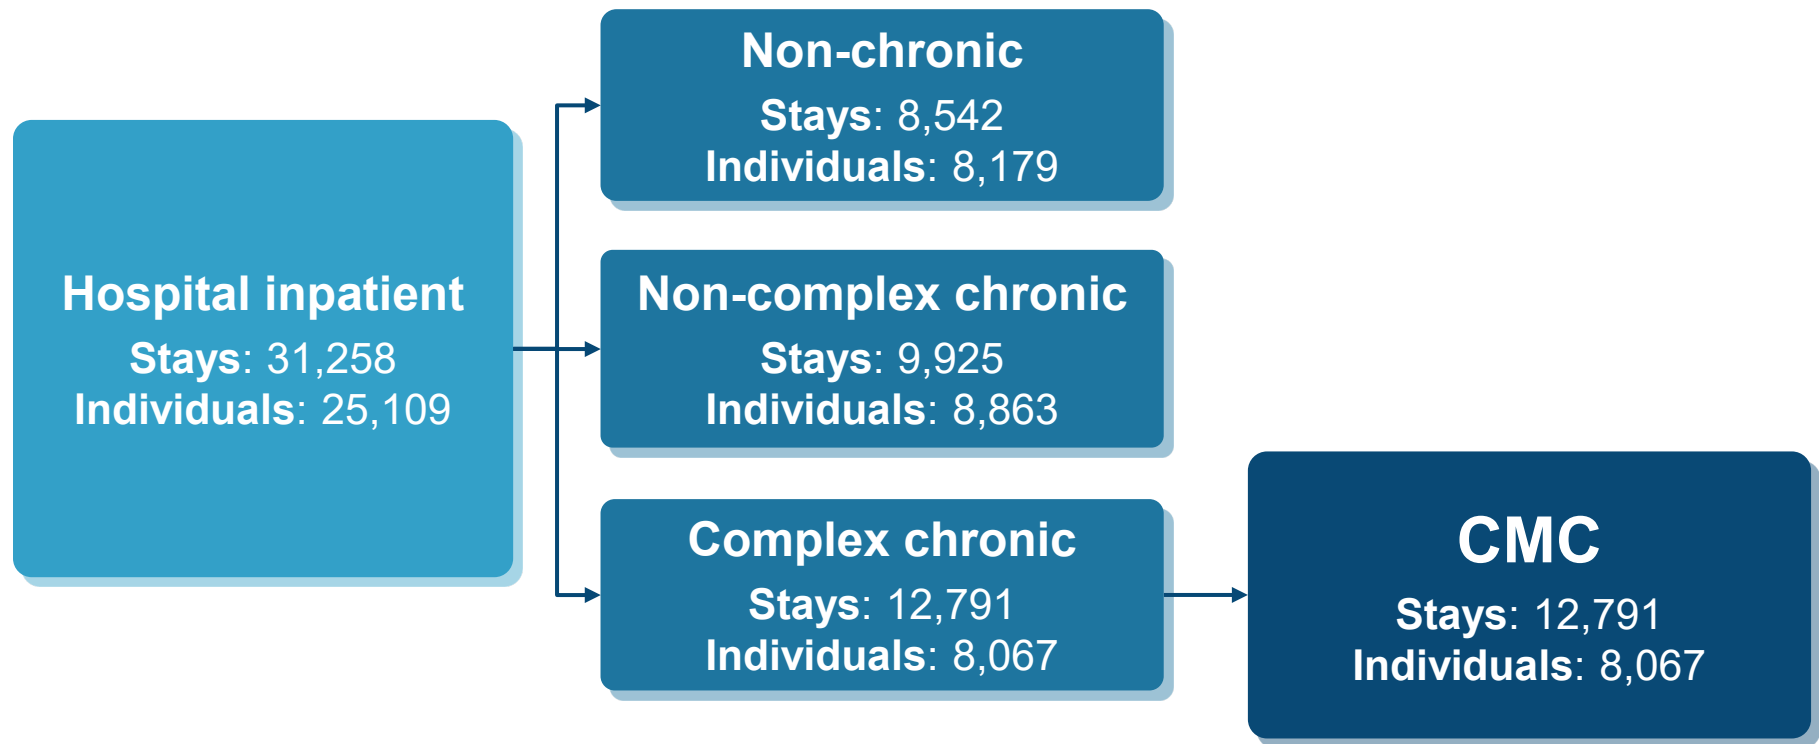 Hospital inpatient
Stays: 31,258
Individuals: 25,109
Non-chronic
Stays: 8,542
Individuals: 8,179
Non-complex chronic
Stays: 9,925
Individuals: 8,863
Complex chronic
Stays: 12,791
Individuals: 8,067
CMC
Stays: 12,791
Individuals: 8,067